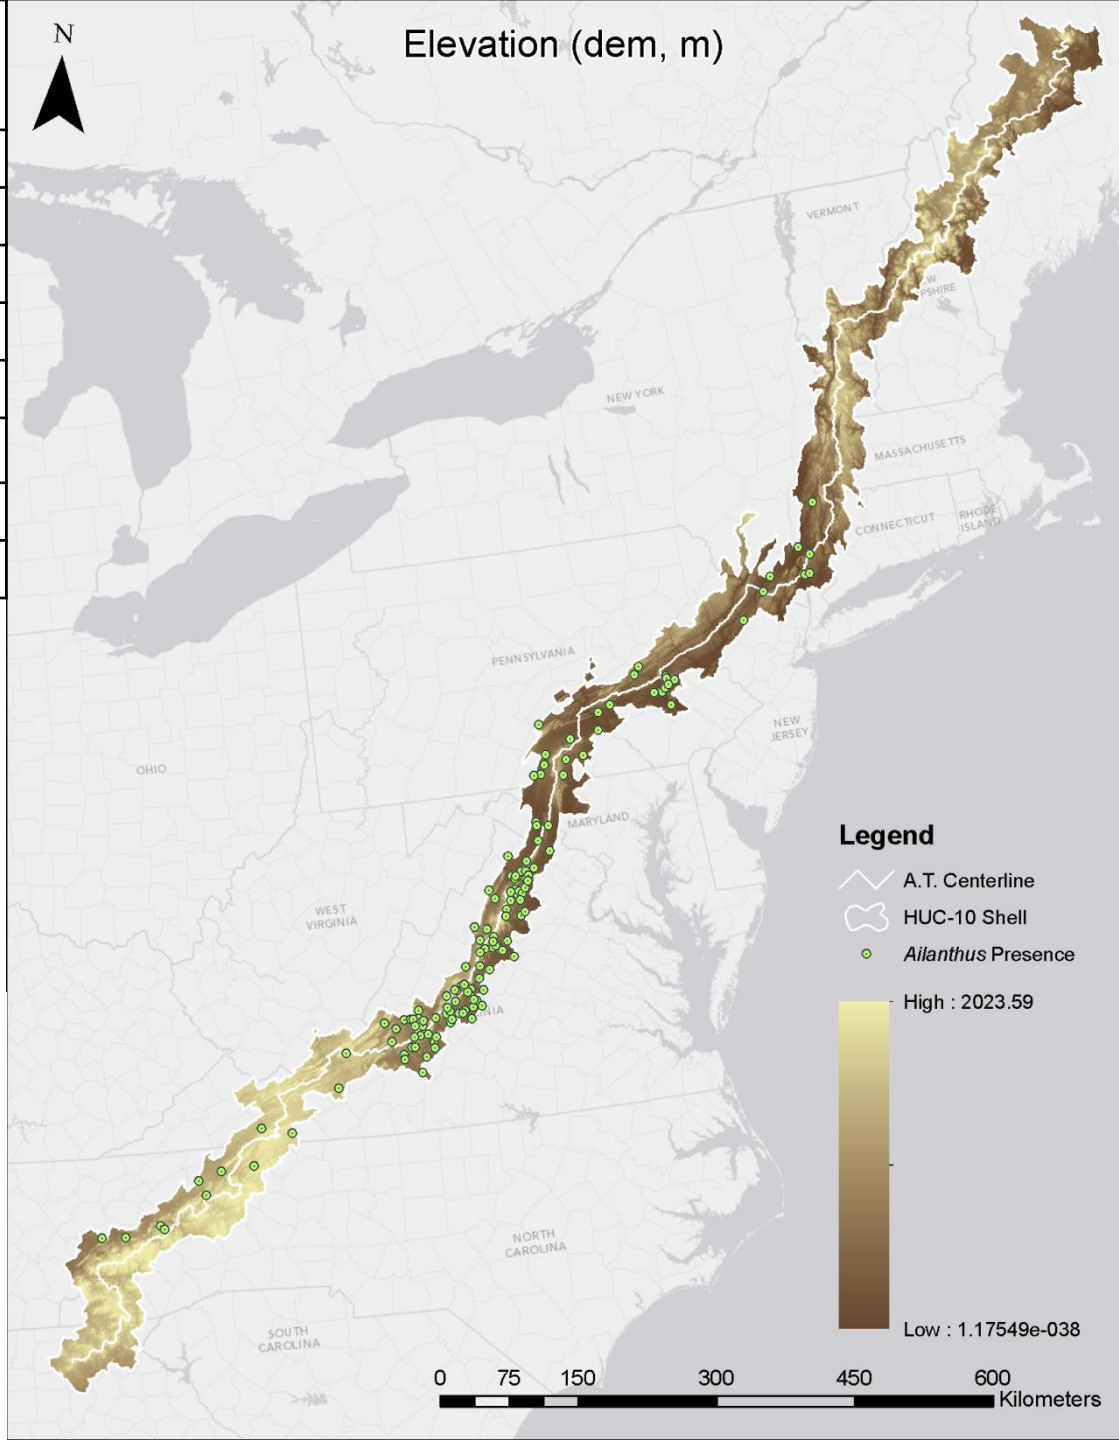 N
Elevation (dem, m)
VERMONT
PSHIRE
NEW YORK
MASSACHUSETTS
CONNECTICUT
RHODE
ISLAND
PENNSYLVANIA
NEW
JERSEY
OHIO
MARYLAND
Legend
A.T. Centerline
HUC-10 Shell
Ailanthus Presence
WEST
VIRGINIA
High : 2023.59
INIA
NORTH
CAROLINA
SOUTH
CAROLINA
Low : 1.17549e-038
0 75 150 300 450 600
Kilometers